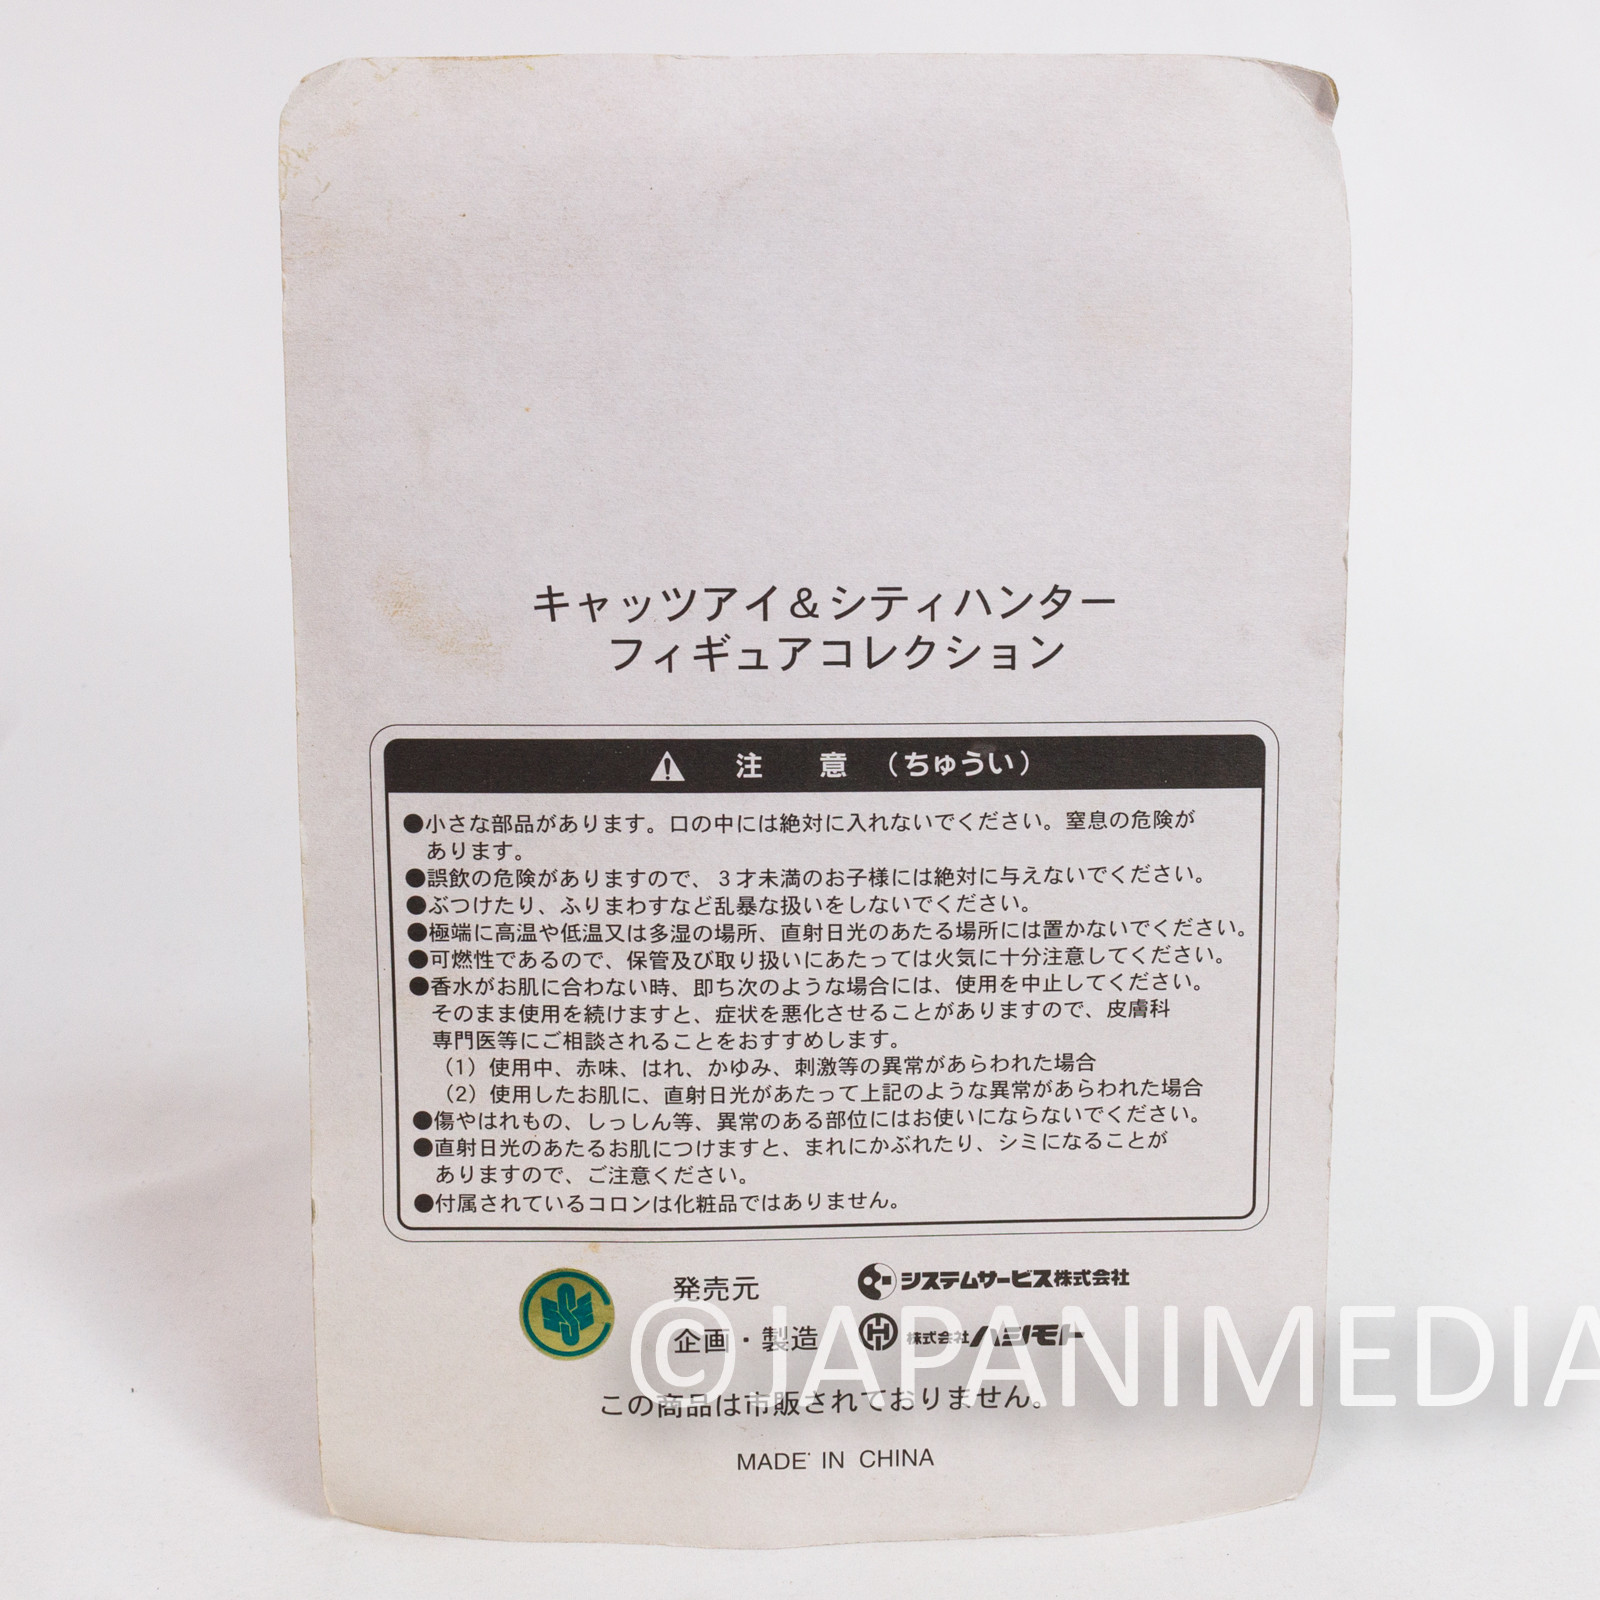 キャッツアイ&シティハンター
フィギュアコレクション
注意(ちゅうい)
●小さな部品があります。口の中には絶対に入れないでください。窒息の危険が
あります。
●誤飲の危険がありますので、3才未満のお子様には絶対に与えないでください。
●ぶつけたり、ふりまわすなど乱暴な扱いをしないでください。
●極端に高温や低温又は多湿の場所、直射日光のあたる場所には置かないでください。
●可燃性であるので、保管及び取り扱いにあたっては火気に十分注意してください。
●香水がお肌に合わない時、即ち次のような場合には、使用を中止してください。
そのまま使用を続けますと、症状を悪化させることがありますので、皮膚科
専門医等にご相談されることをおすすめします。
(1)使用中、赤味、はれ、かゆみ、刺激等の異常があらわれた場合
(2)使用したお肌に、直射日光があたって上記のような異常があらわれた場合
●傷やはれもの、しっしん等、異常のある部位にはお使いにならないでください。
●直射日光のあたるお肌につけますと、まれにかぶれたり、シミになることが
ありますので、ご注意ください。
●付属されているコロンは化粧品ではありません。
発売元 システムサービス株式会社
企画・製造 株式会社ハシモト
©JAPANIMEDIA
この商品は市販されておりません。
MADE IN CHINA